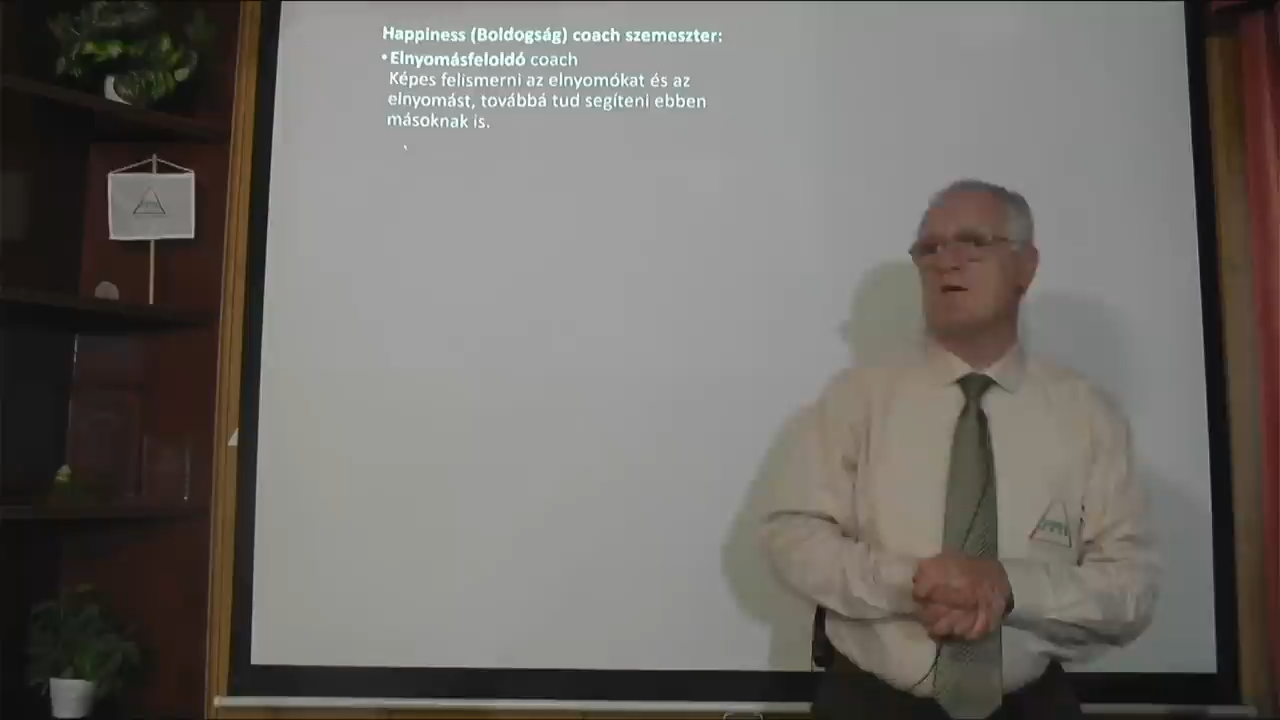 Happiness (Boldogság) coach szemeszter:
•Elnyomásfeloldó coach
Képes felismerni az elnyomókat és az
elnyomást, továbbá tud segíteni ebben
másoknak is.